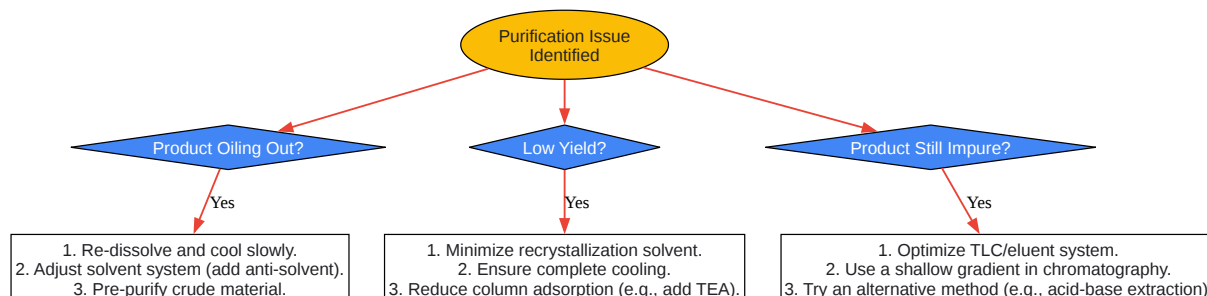 Purification Issue
Identified
Product Oiling Out?
Low Yield?
Product Still Impure?
Yes
Yes
Yes
1. Re-dissolve and cool slowly.
2. Adjust solvent system (add anti-solvent).
3. Pre-purify crude material.
1. Minimize recrystallization solvent.
2. Ensure complete cooling.
3. Reduce column adsorption (e.g., add TEA).
1. Optimize TLC/eluent system.
2. Use a shallow gradient in chromatography.
3. Try an alternative method (e.g., acid-base extraction)